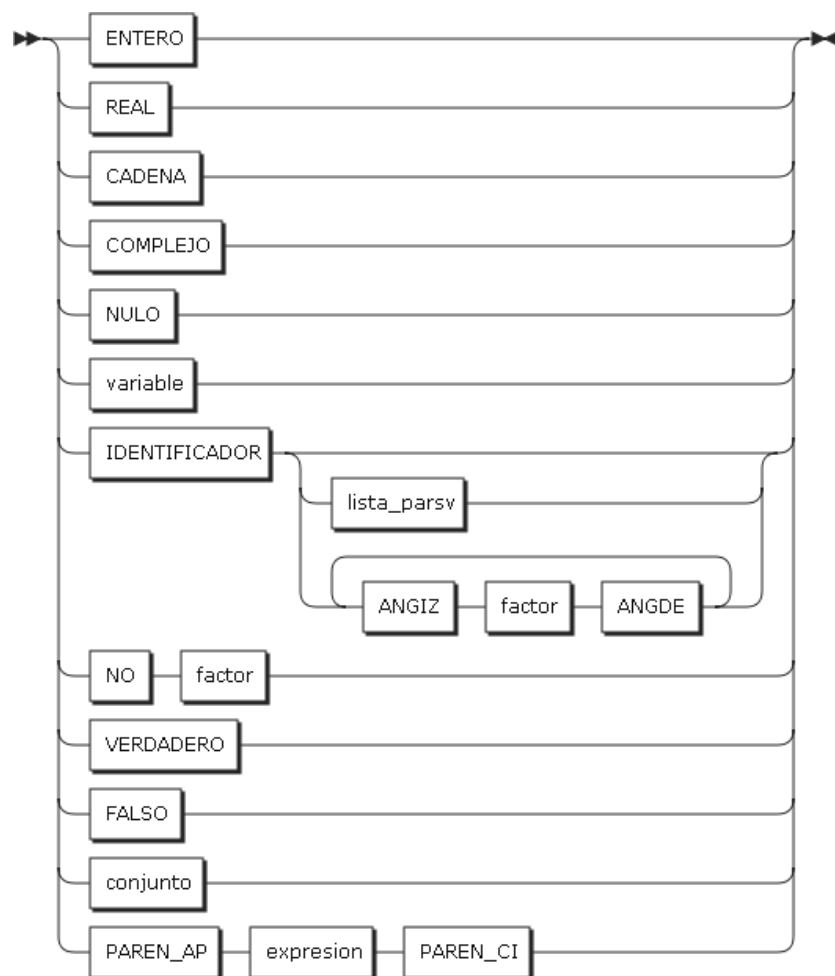 ENTERO
REAL
CADENA
COMPLEJO
NULO
variable
IDENTIFICADOR
lista_parsv
ANGIZ factor ANGDE
NO factor
VERDADERO
FALSO
conjunto
PAREN_AP expresion PAREN_CI